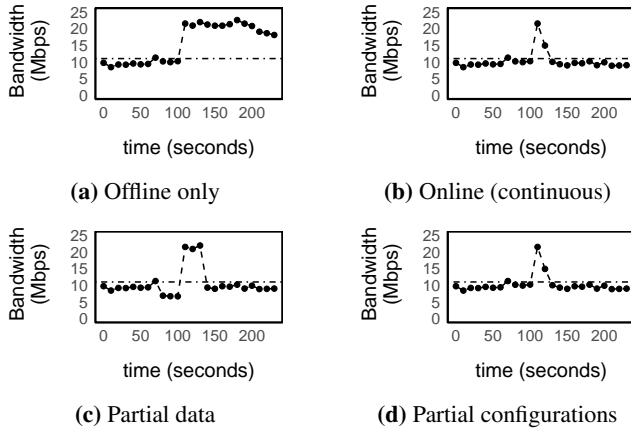 Bandwidth
(Mbps)
25
20
15
10
5
0
0 50 100 150 200
time (seconds)
(a) Offline only
Bandwidth
(Mbps)
25
20
15
10
5
0
0 50 100 150 200
time (seconds)
(b) Online (continuous)
Bandwidth
(Mbps)
25
20
15
10
5
0
0 50 100 150 200
time (seconds)
(c) Partial data
Bandwidth
(Mbps)
25
20
15
10
5
0
0 50 100 150 200
time (seconds)
(d) Partial configurations